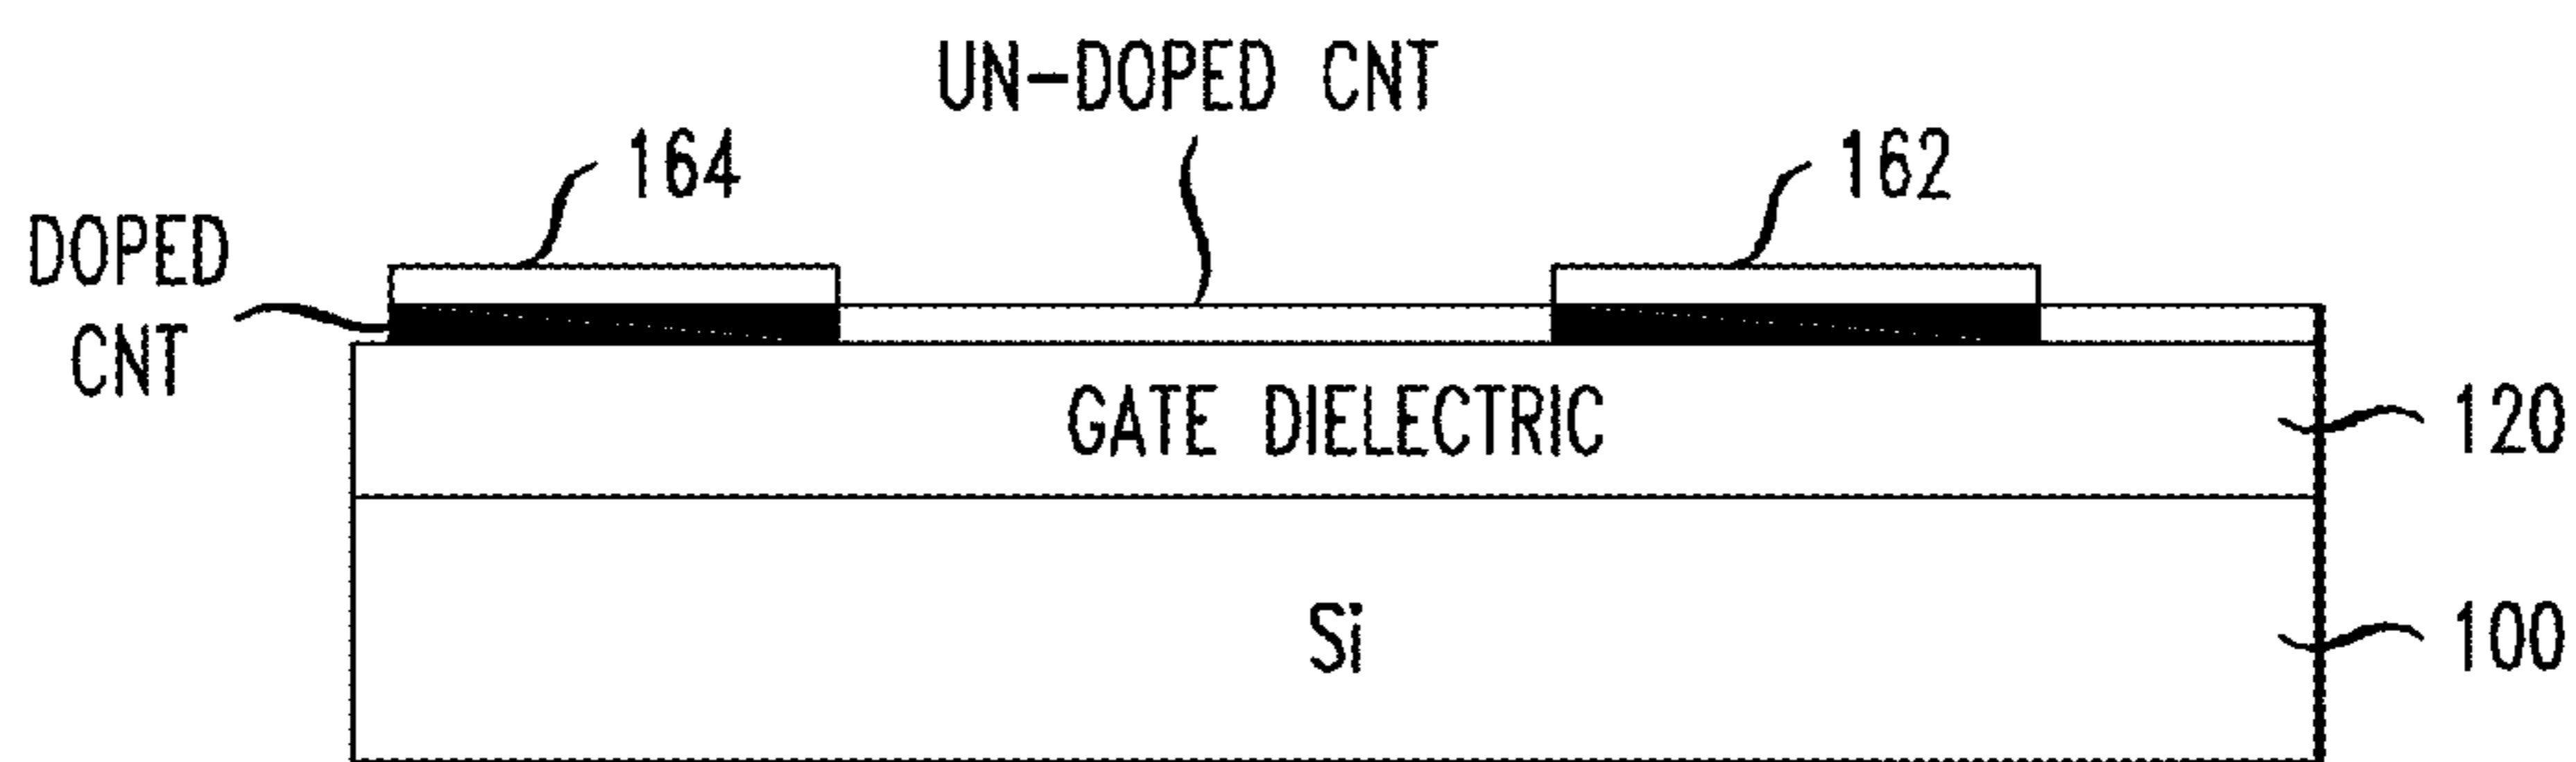 UN-DOPED CNT
164
162
DOPED
CNT
GATE DIELECTRIC
120
Si
100